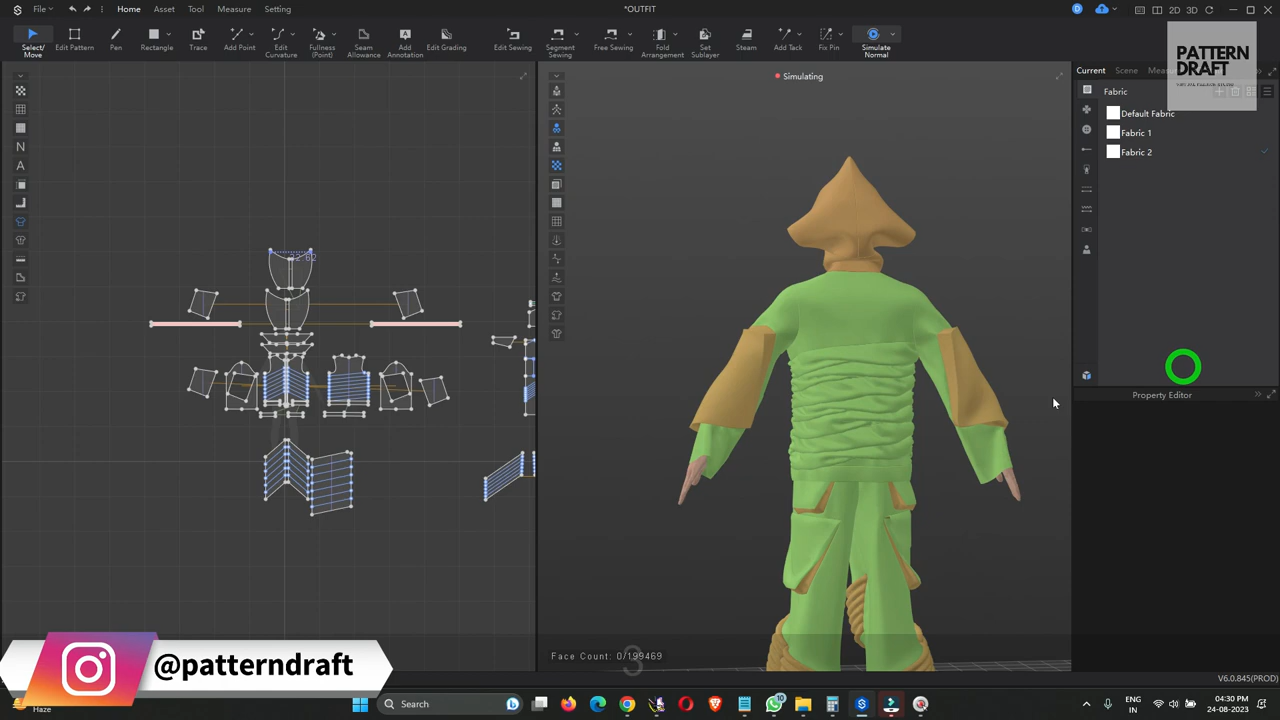 File
Home
Asset
Tool
Measure
Setting
*OUTFIT
2D
3D
Select/
Move
Edit Pattern
Pen
Rectangle
Trace
Add Point
Edit
Curvature
Fullness
(Point)
Seam
Allowance
Add
Annotation
Edit Grading
Edit Sewing
Segment
Sewing
Free Sewing
Fold
Arrangement
Set
Sublayer
Steam
Add Tack
Fix Pin
Simulate
Normal
PATTERN
DRAFT
Simulating
Current
Scene
Fabric
Default Fabric
Fabric 1
Fabric 2
Property Editor
Face Count: 0/199469
3
@patterndraft
V6.0.845(PROD)
Haze
Search
10
ENG
IN
04:30 PM
24-08-2023